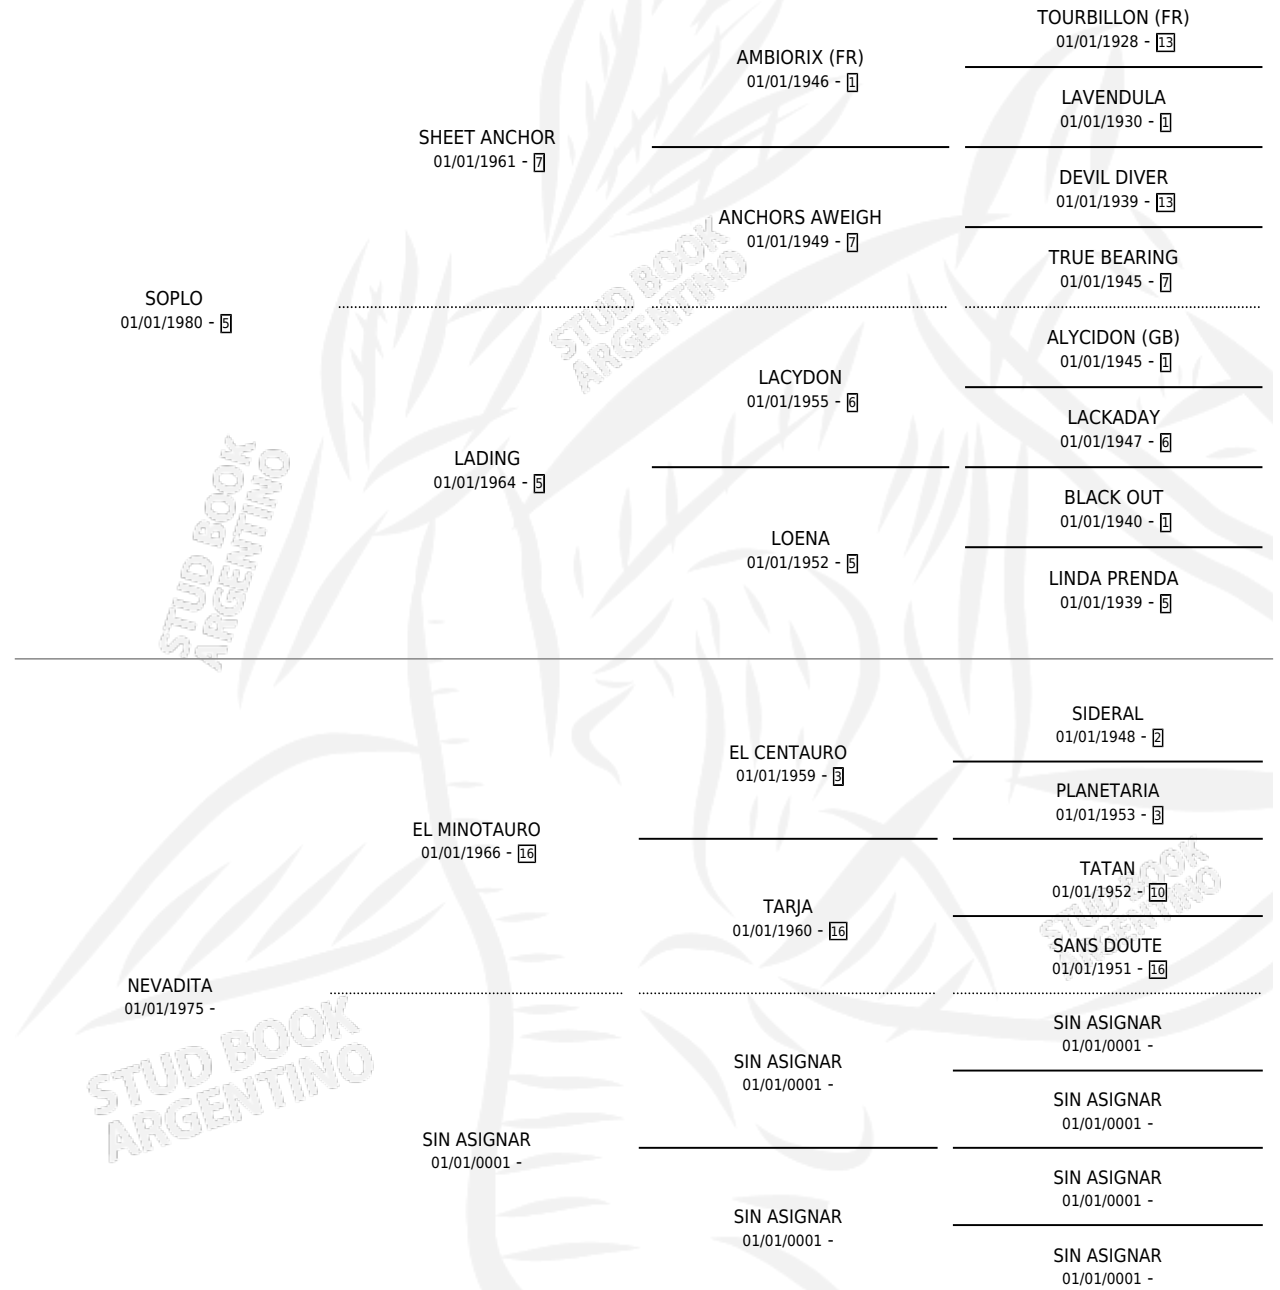 TOURBILLON (FR)
01/01/1928 - 13
AMBIORIX (FR)
01/01/1946 - 1
LAVENDULA
01/01/1930 - 1
SHEET ANCHOR
01/01/1961 - 7
DEVIL DIVER
01/01/1939 - 13
ANCHORS AWEIGH
01/01/1949 - 7
TRUE BEARING
01/01/1945 - 7
SOPLO
01/01/1980 - 5
STUD BOOK
ARGENTINO
ALYCIDON (GB)
01/01/1945 - 1
LACYDON
01/01/1955 - 6
LACKADAY
01/01/1947 - 6
LADING
01/01/1964 - 5
BLACK OUT
01/01/1940 - 1
LOENA
01/01/1952 - 5
LINDA PRENDA
01/01/1939 - 5
STUD BOOK
ARGENTINO
SIDERAL
01/01/1948 - 2
EL CENTAURO
01/01/1959 - 3
PLANETARIA
01/01/1953 - 3
EL MINOTAURO
01/01/1966 - 16
TATAN
01/01/1952 - 10
TARJA
01/01/1960 - 16
STUD BOOK
ARGENTINO
SANS DOUTE
01/01/1951 - 16
NEVADITA
01/01/1975 -
SIN ASIGNAR
01/01/0001 -
SIN ASIGNAR
01/01/0001 -
SIN ASIGNAR
01/01/0001 -
STUD BOOK
ARGENTINO
SIN ASIGNAR
01/01/0001 -
SIN ASIGNAR
01/01/0001 -
SIN ASIGNAR
01/01/0001 -
SIN ASIGNAR
01/01/0001 -